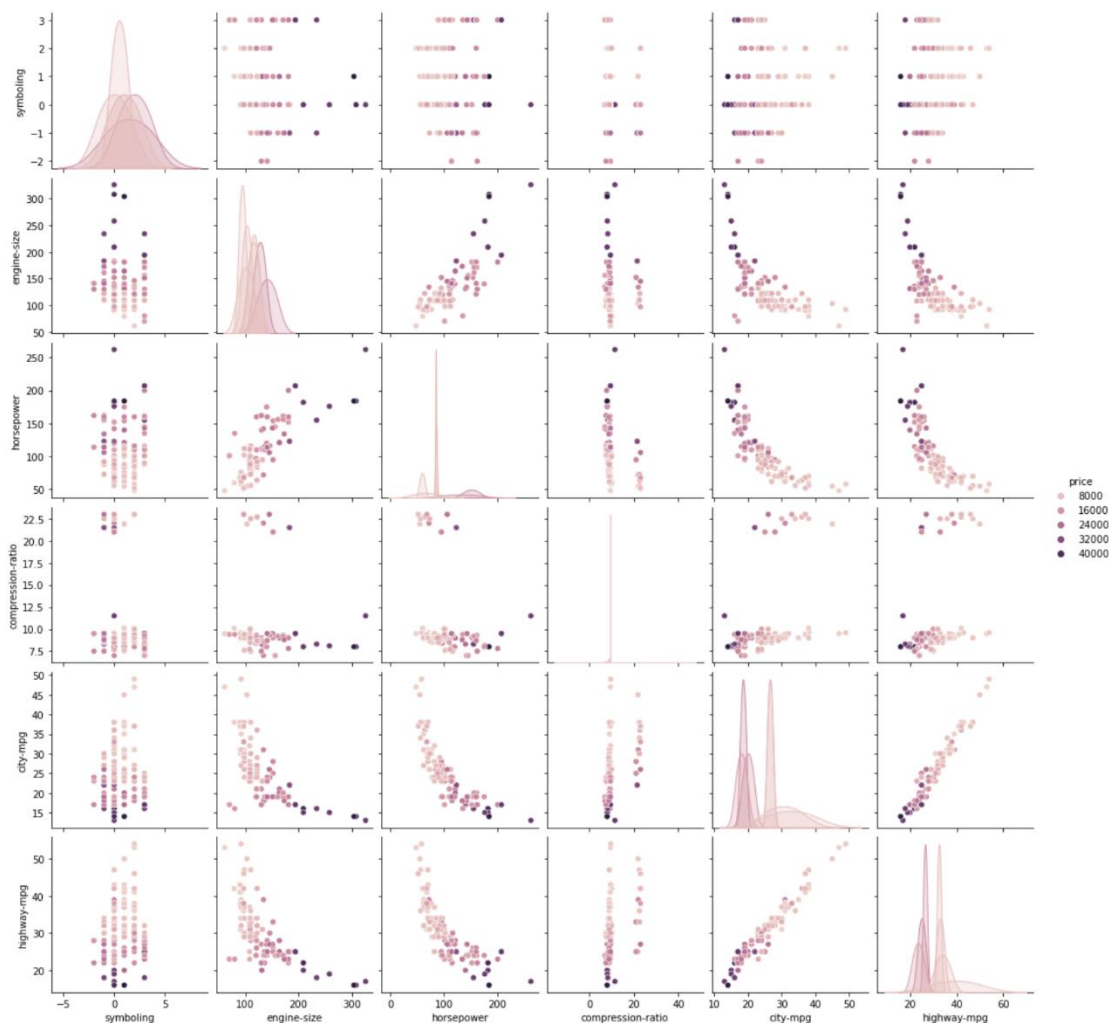 symboling
3
2
1
0
−1
−2
engine-size
300
250
200
150
100
50
horsepower
250
200
150
100
50
compression-ratio
22.5
20.0
17.5
15.0
12.5
10.0
7.5
city-mpg
50
45
40
35
30
25
20
15
highway-mpg
50
40
30
20
−5 0 5
symboling
100 200 300
engine-size
0 100 200
horsepower
0 20 40
compression-ratio
10 20 30 40 50
city-mpg
20 40 60
highway-mpg
price
8000
16000
24000
32000
40000